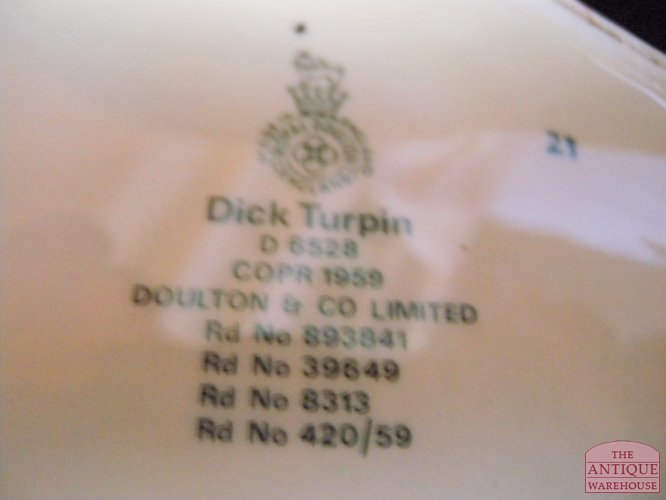 21
Dick Turpin
D 6528
COPR 1959
DOULTON & CO LIMITED
Rd No 893841
Rd No 39649
Rd No 8313
Rd No 420/59
THE
ANTIQUE
WAREHOUSE